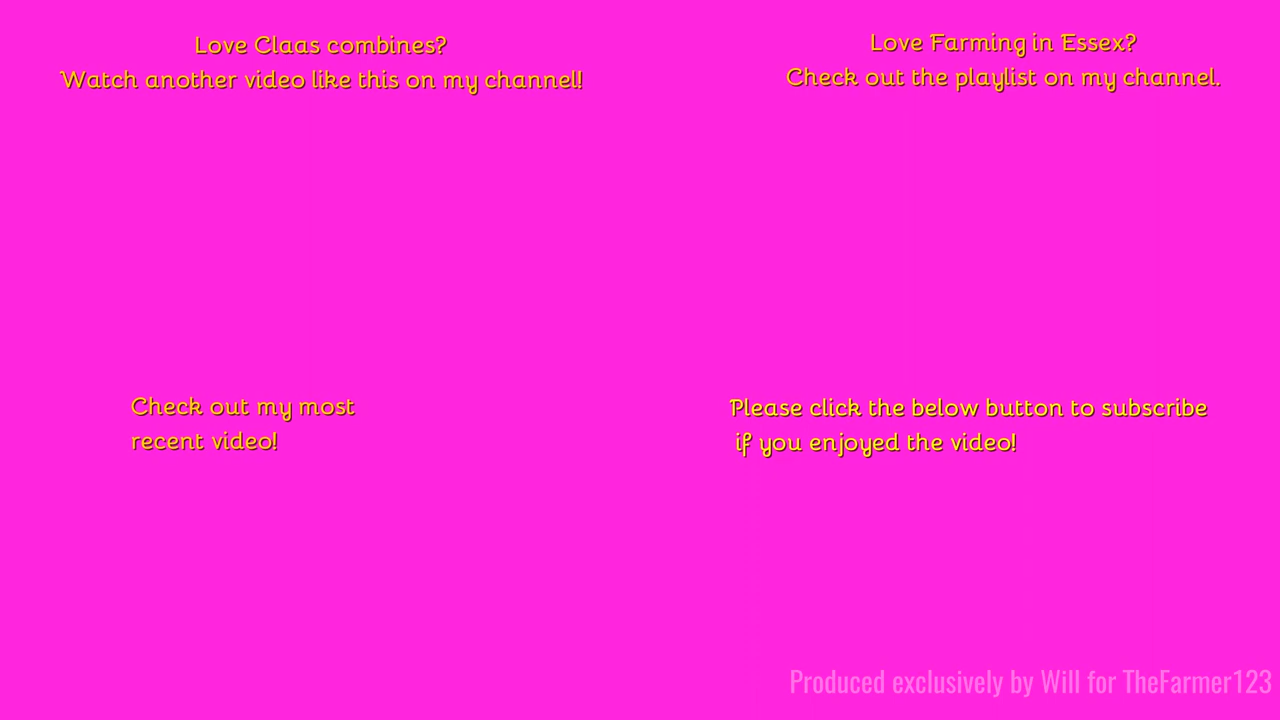 Love Claas combines?
Watch another video like this on my channel!
Love Farming in Essex?
Check out the playlist on my channel.
Check out my most
recent video!
Please click the below button to subscribe
if you enjoyed the video!
Produced exclusively by Will for TheFarmer123